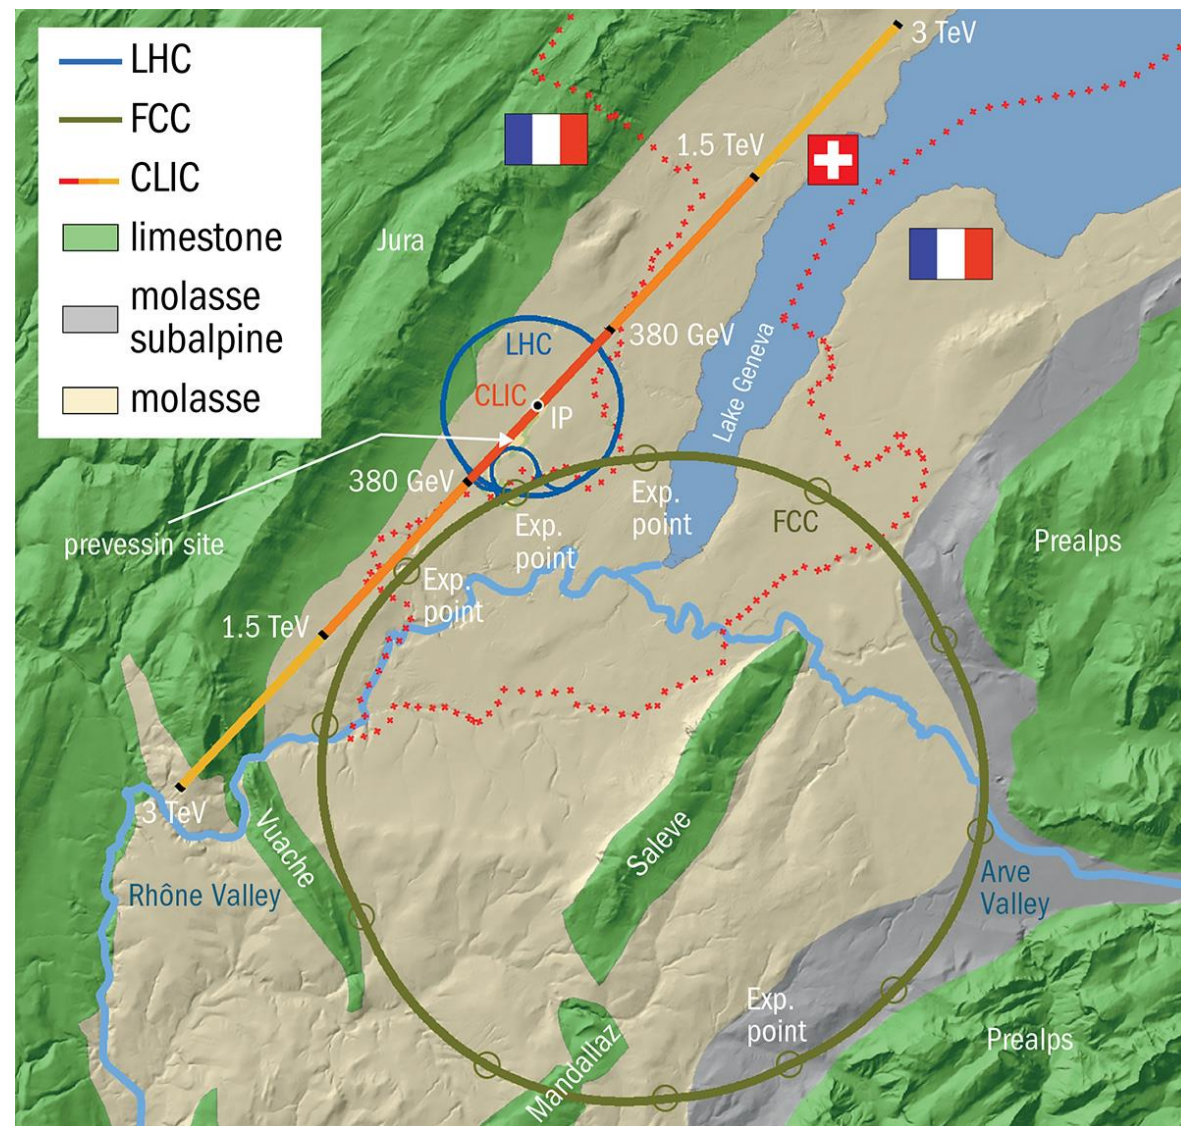 LHC
FCC
CLIC
limestone
molasse
subalpine
molasse
3 TeV
1.5 TeV
Jura
380 GeV
LHC
CLIC
IP
Lake Geneva
380 GeV
prevessin site
Exp.
point
Exp.
point
Exp.
point
FCC
Prealps
1.5 TeV
3 TeV
Vuache
Saleve
Rhône Valley
Arve
Valley
Exp.
point
Mandallaz
Prealps